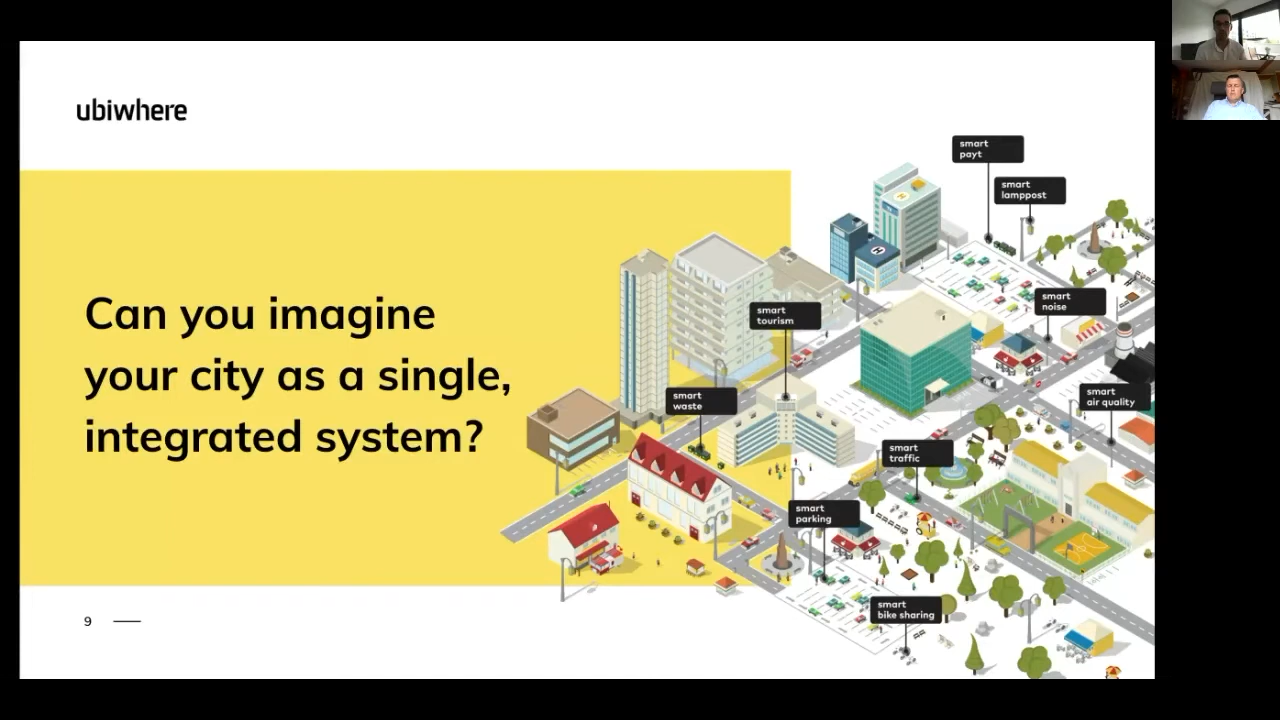 ubiwhere
Can you imagine
your city as a single,
integrated system?
smart
payt
smart
lamppost
smart
noise
smart
tourism
smart
waste
smart
air quality
smart
traffic
smart
parking
smart
bike sharing
H
H
9